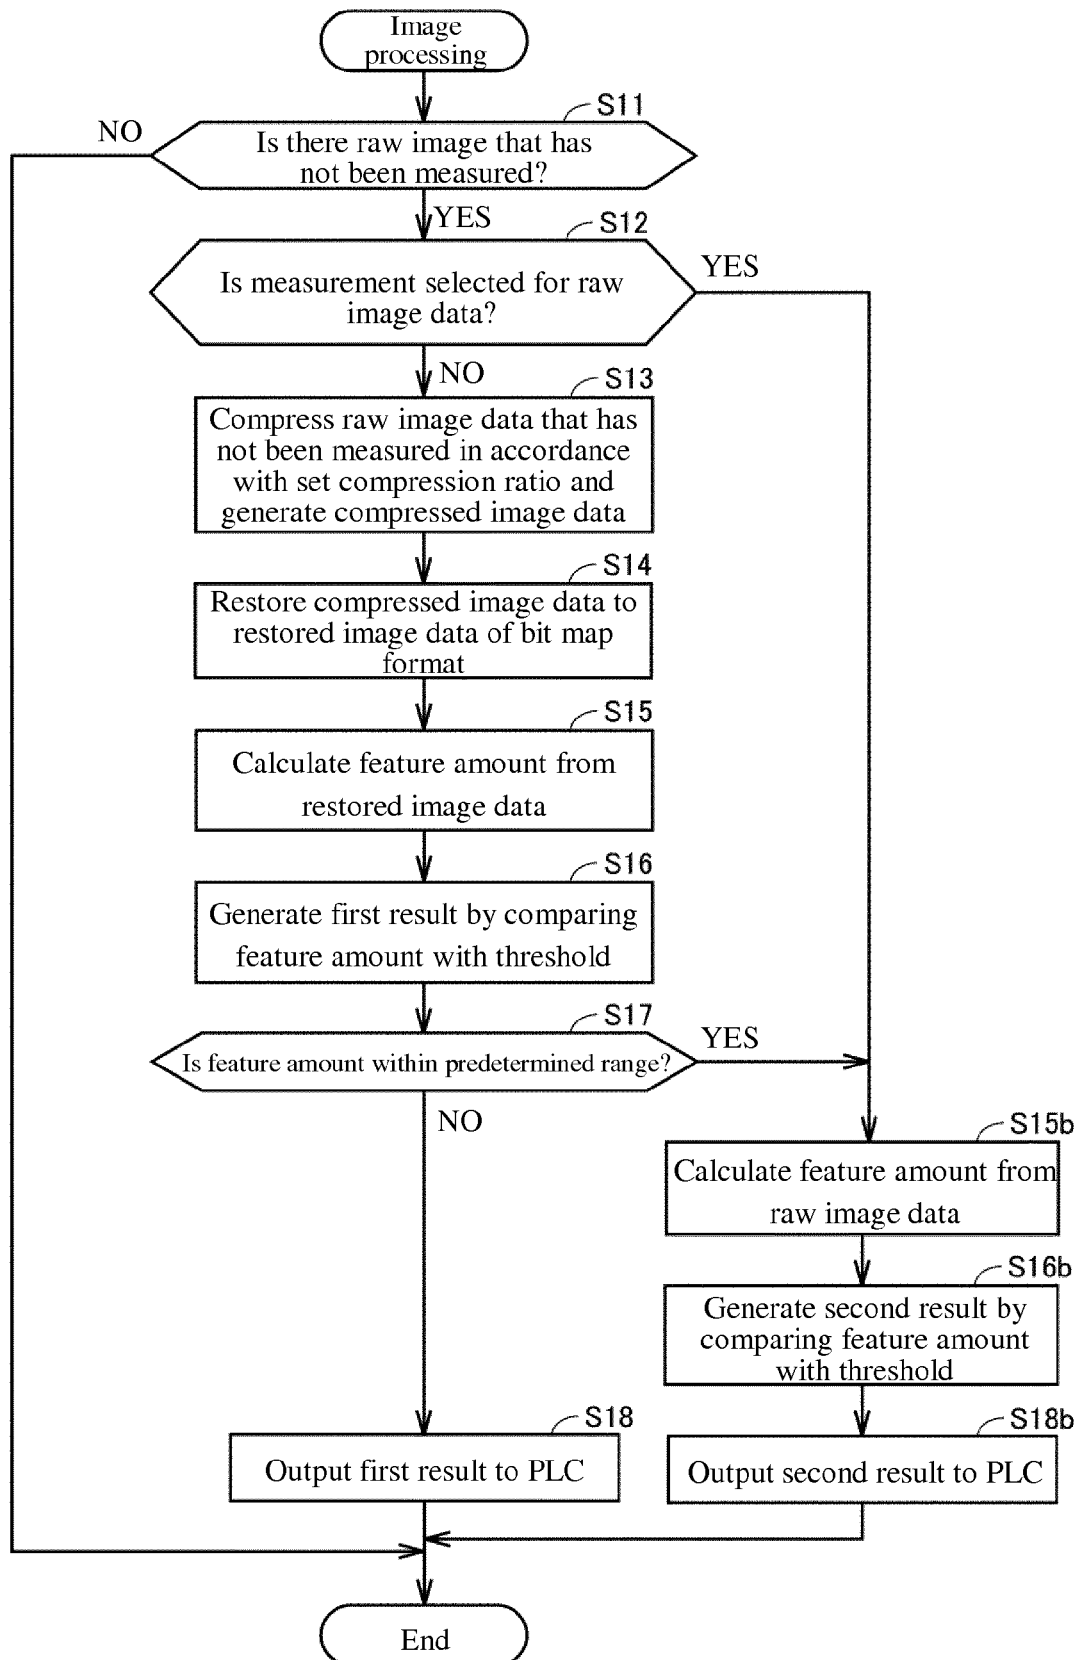 Image
processing
S11
NO
Is there raw image that has
not been measured?
YES
S12
YES
Is measurement selected for raw
image data?
NO
S13
Compress raw image data that has
not been measured in accordance
with set compression ratio and
generate compressed image data
S14
Restore compressed image data to
restored image data of bit map
format
S15
Calculate feature amount from
restored image data
S16
Generate first result by comparing
feature amount with threshold
S17
YES
Is feature amount within predetermined range?
NO
S15b
Calculate feature amount from
raw image data
S16b
Generate second result by
comparing feature amount
with threshold
S18
Output first result to PLC
S18b
Output second result to PLC
End